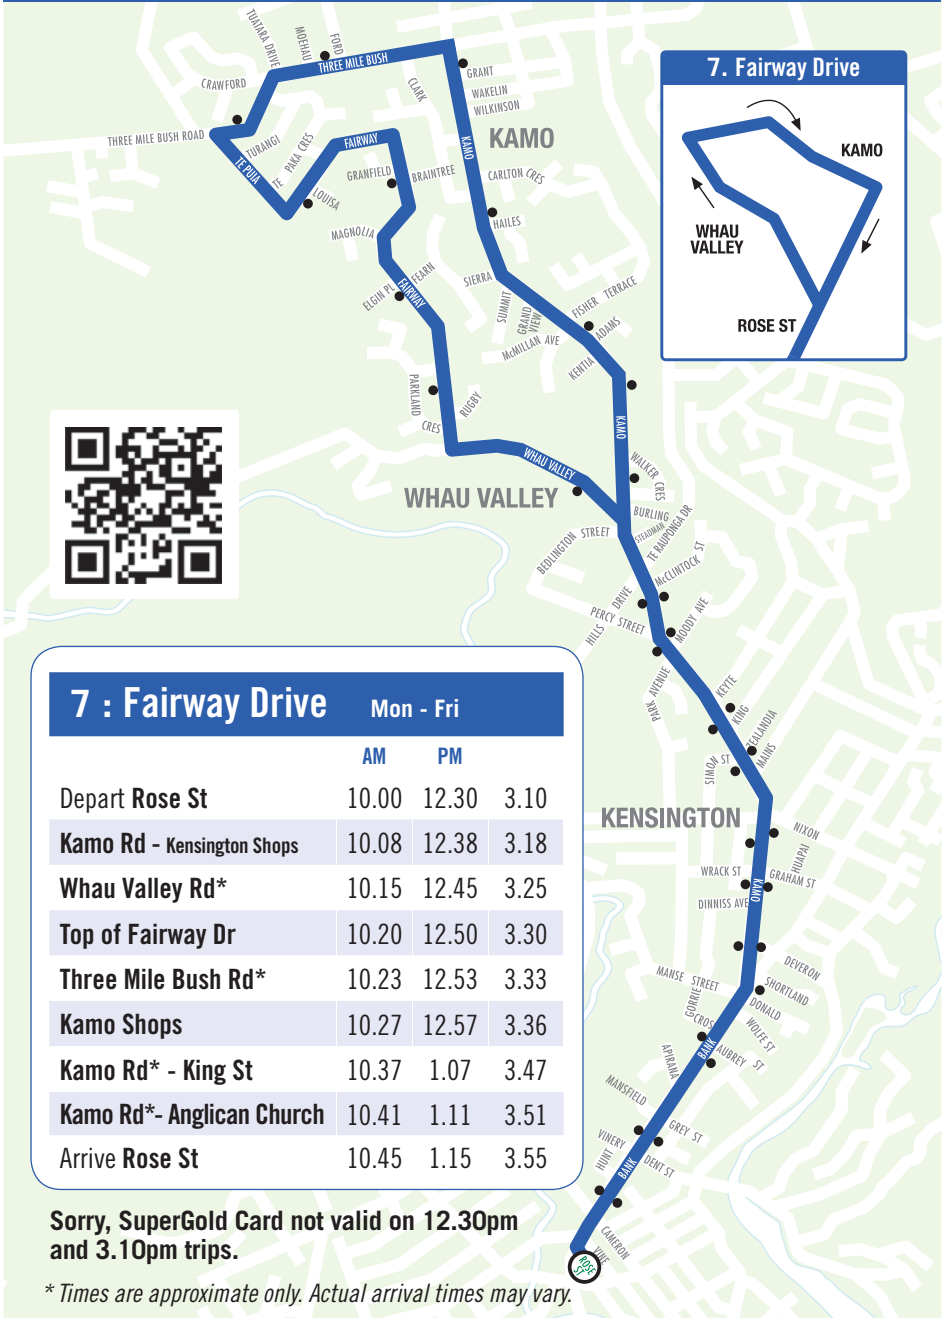 TUATARA DRIVE
MOEHAU
FORD
THREE MILE BUSH
CRAWFORD
CLARK
GRANT
WAKELIN
WILKINSON
KAMO
KAMO
THREE MILE BUSH ROAD
TURANGI
TE PAKA CRES
TE PUIA
FAIRWAY
GRANFIELD
BRAINTREE
CARLTON CRES
LOUISA
HAILES
MAGNOLIA
ELGIN PL
FEARN
FAIRWAY
SIERRA
SUMMIT
GRAND VIEW
FISHER TERRACE
ADAMS
McMILLAN AVE
KENTIA
PARKLAND
CRES
RUGBY
KAMO
WHAU VALLEY
WHAU VALLEY
WALKER CRES
BURLING
STEADMAN
TE RAUPONGA DR
BEDLINGTON STREET
McCLINTOCK ST
HILLS DRIVE
PERCY STREET
MOODY AVE
PARK AVENUE
KEYTE
KING
ZEALANDIA
MAINS
SIMON ST
KENSINGTON
NIXON
HUAPAI
WRACK ST
GRAHAM ST
KAMO
DINNISS AVE
DEVERON
MANSE STREET
SHORTLAND
GORRIE
DONALD
CROSS
WOLFE ST
BANK
AUBREY ST
APIRANA
MANSFIELD
GREY ST
VINERY
HUNT
DENT ST
BANK
CAMERON
VINE
ROSE ST
7. Fairway Drive
KAMO
WHAU
VALLEY
ROSE ST
7 : Fairway Drive Mon - Fri
AM PM
Depart Rose St 10.00 12.30 3.10
Kamo Rd - Kensington Shops 10.08 12.38 3.18
Whau Valley Rd* 10.15 12.45 3.25
Top of Fairway Dr 10.20 12.50 3.30
Three Mile Bush Rd* 10.23 12.53 3.33
Kamo Shops 10.27 12.57 3.36
Kamo Rd* - King St 10.37 1.07 3.47
Kamo Rd*- Anglican Church 10.41 1.11 3.51
Arrive Rose St 10.45 1.15 3.55
Sorry, SuperGold Card not valid on 12.30pm
and 3.10pm trips.
* Times are approximate only. Actual arrival times may vary.